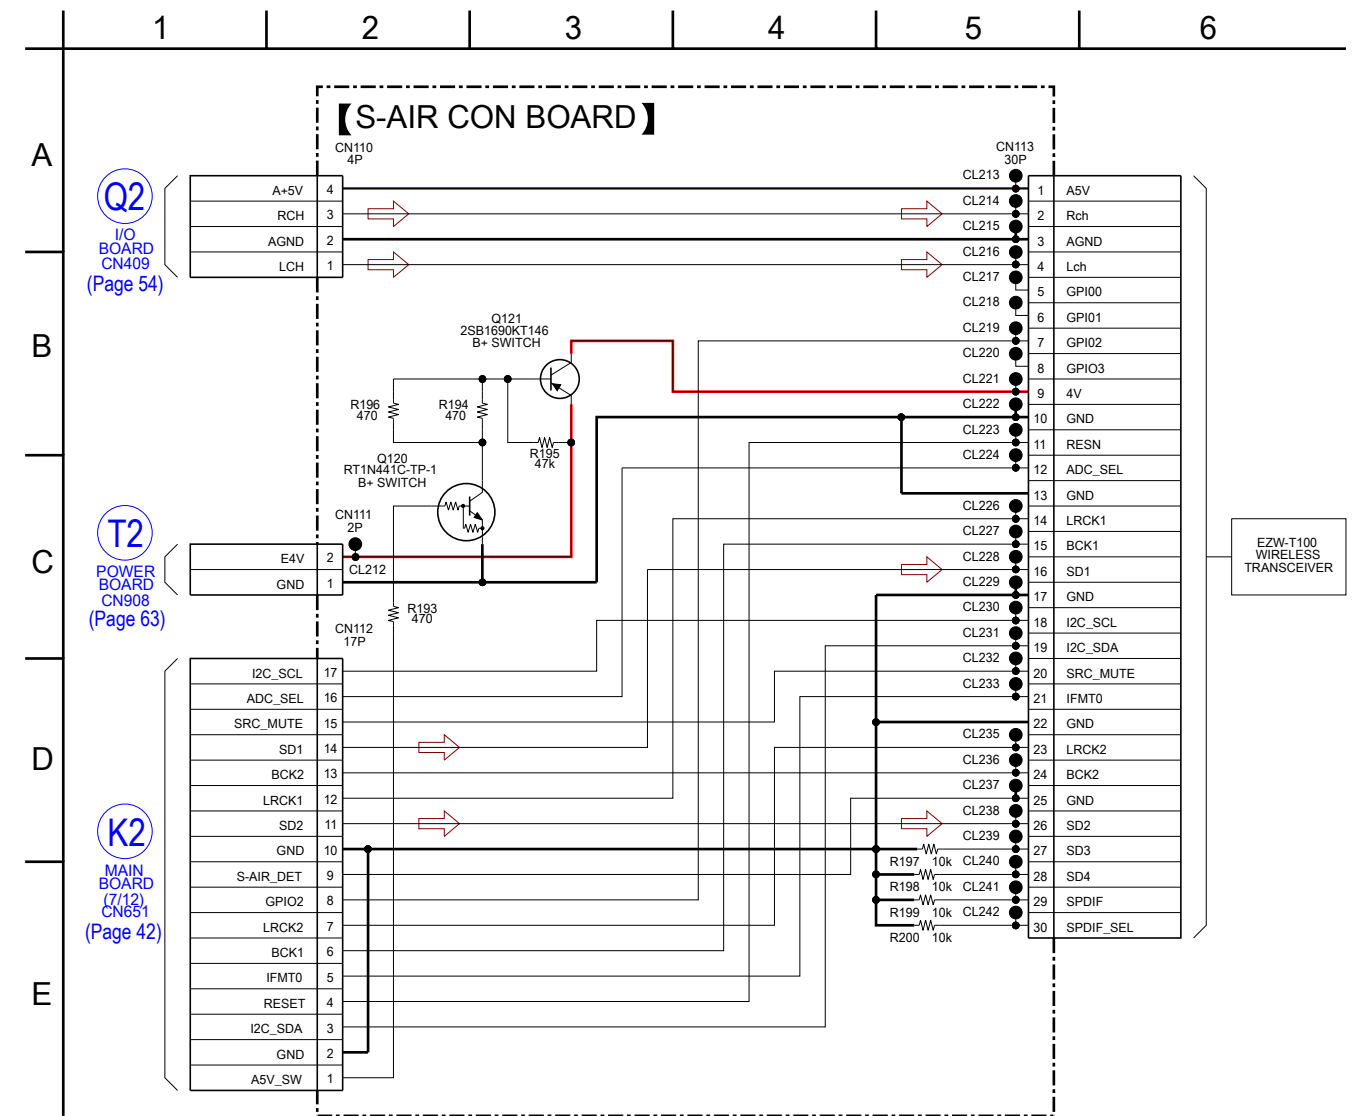 1 2 3 4 5 6
A
B
C
D
E
【S-AIR CON BOARD】
CN110
4P
Q2
I/O
BOARD
CN409
(Page 54)
A+5V 4
RCH 3
AGND 2
LCH 1
Q121
2SB1690KT146
B+ SWITCH
R196
470
R194
470
R195
47k
Q120
RT1N441C-TP-1
B+ SWITCH
CN111
2P
CL212
T2
POWER
BOARD
CN908
(Page 63)
E4V 2
GND 1
R193
470
CN112
17P
K2
MAIN
BOARD
(7/12)
CN651
(Page 42)
I2C_SCL 17
ADC_SEL 16
SRC_MUTE 15
SD1 14
BCK2 13
LRCK1 12
SD2 11
GND 10
S-AIR_DET 9
GPIO2 8
LRCK2 7
BCK1 6
IFMT0 5
RESET 4
I2C_SDA 3
GND 2
A5V_SW 1
CN113
30P
CL213
CL214
CL215
CL216
CL217
CL218
CL219
CL220
CL221
CL222
CL223
CL224
CL226
CL227
CL228
CL229
CL230
CL231
CL232
CL233
CL235
CL236
CL237
CL238
CL239
CL240
CL241
CL242
R197 10k
R198 10k
R199 10k
R200 10k
1 A5V
2 Rch
3 AGND
4 Lch
5 GPI00
6 GPI01
7 GPI02
8 GPIO3
9 4V
10 GND
11 RESN
12 ADC_SEL
13 GND
14 LRCK1
15 BCK1
16 SD1
17 GND
18 I2C_SCL
19 I2C_SDA
20 SRC_MUTE
21 IFMT0
22 GND
23 LRCK2
24 BCK2
25 GND
26 SD2
27 SD3
28 SD4
29 SPDIF
30 SPDIF_SEL
EZW-T100
WIRELESS
TRANSCEIVER